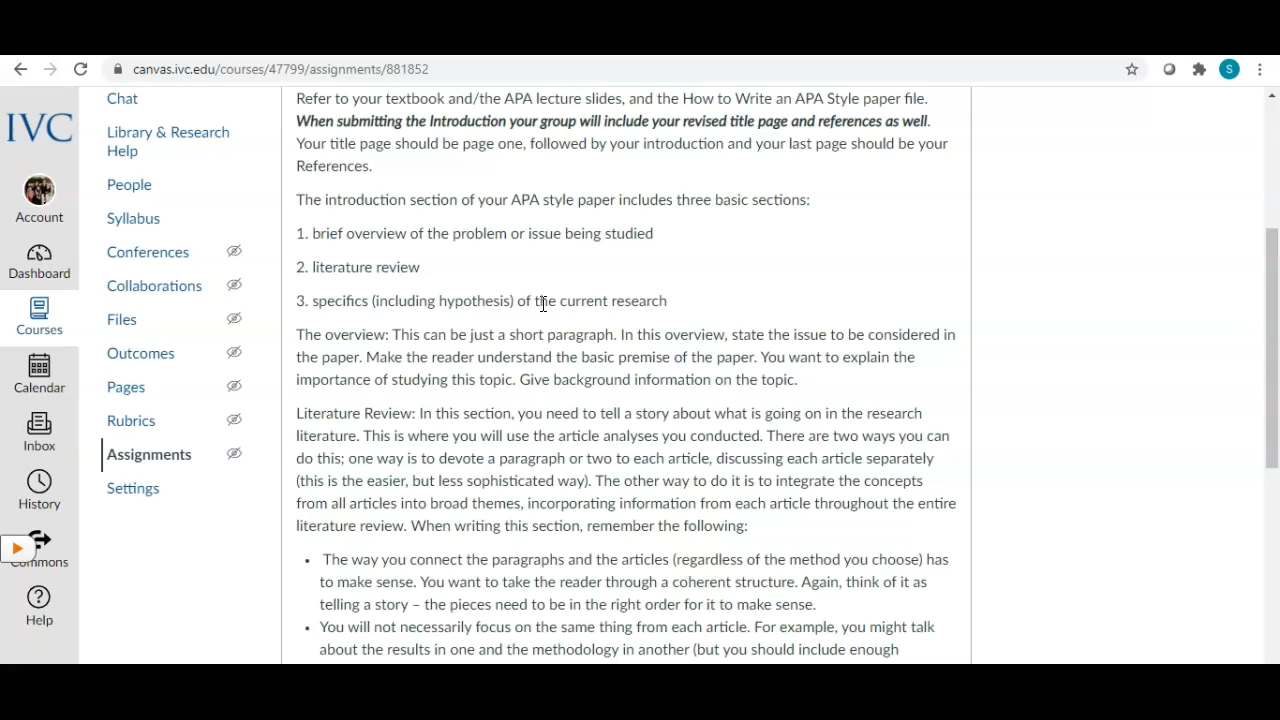 canvas.ivc.edu/courses/47799/assignments/881852
S
IVC
Account
Dashboard
Courses
Calendar
Inbox
History
Commons
Help
Chat
Library & Research
Help
People
Syllabus
Conferences
Collaborations
Files
Outcomes
Pages
Rubrics
Assignments
Settings
Refer to your textbook and/the APA lecture slides, and the How to Write an APA Style paper file.
When submitting the Introduction your group will include your revised title page and references as well.
Your title page should be page one, followed by your introduction and your last page should be your
References.
The introduction section of your APA style paper includes three basic sections:
1. brief overview of the problem or issue being studied
2. literature review
3. specifics (including hypothesis) of the current research
The overview: This can be just a short paragraph. In this overview, state the issue to be considered in
the paper. Make the reader understand the basic premise of the paper. You want to explain the
importance of studying this topic. Give background information on the topic.
Literature Review: In this section, you need to tell a story about what is going on in the research
literature. This is where you will use the article analyses you conducted. There are two ways you can
do this; one way is to devote a paragraph or two to each article, discussing each article separately
(this is the easier, but less sophisticated way). The other way to do it is to integrate the concepts
from all articles into broad themes, incorporating information from each article throughout the entire
literature review. When writing this section, remember the following:
• The way you connect the paragraphs and the articles (regardless of the method you choose) has
to make sense. You want to take the reader through a coherent structure. Again, think of it as
telling a story – the pieces need to be in the right order for it to make sense.
• You will not necessarily focus on the same thing from each article. For example, you might talk
about the results in one and the methodology in another (but you should include enough